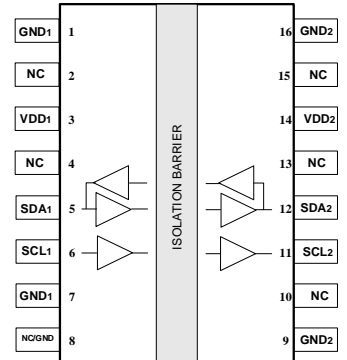 GND1 1 16 GND2
NC 2 15 NC
VDD1 3 14 VDD2
NC 4 13 NC
SDA1 5 12 SDA2
SCL1 6 11 SCL2
GND1 7 10 NC
NC/GND 8 9 GND2
ISOLATION BARRIER